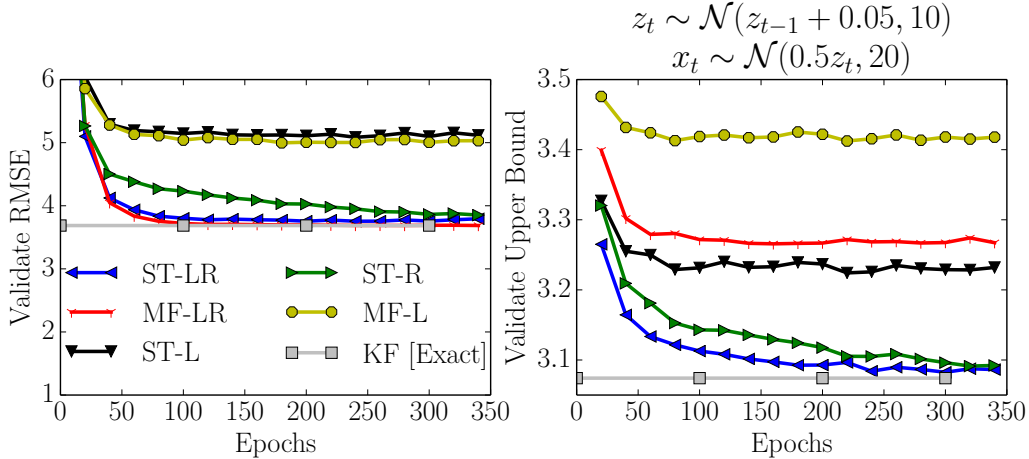 z_t ∼ N(z_{t−1} + 0.05, 10)
x_t ∼ N(0.5z_t, 20)
Validate RMSE
6
5
4
3
2
1
0 50 100 150 200 250 300 350
Epochs
ST-LR
MF-LR
ST-L
ST-R
MF-L
KF [Exact]
Validate Upper Bound
3.5
3.4
3.3
3.2
3.1
0 50 100 150 200 250 300 350
Epochs